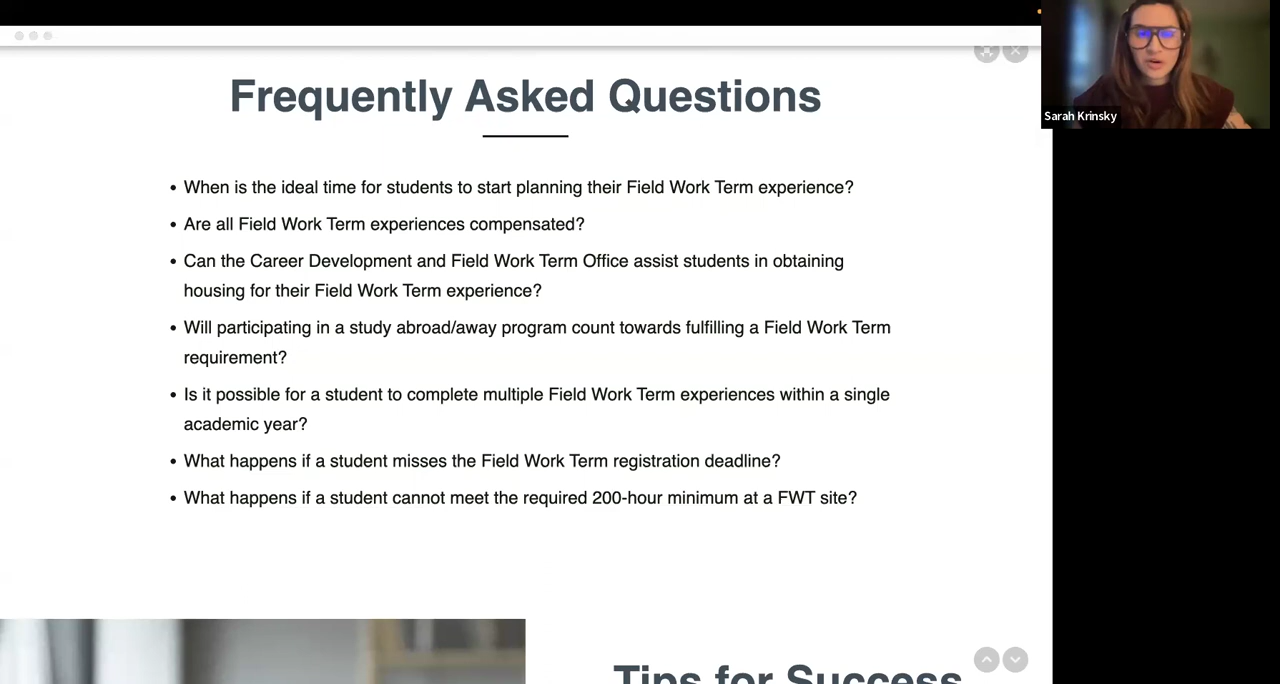 Frequently Asked Questions
Sarah Krinsky
• When is the ideal time for students to start planning their Field Work Term experience?
• Are all Field Work Term experiences compensated?
• Can the Career Development and Field Work Term Office assist students in obtaining
housing for their Field Work Term experience?
• Will participating in a study abroad/away program count towards fulfilling a Field Work Term
requirement?
• Is it possible for a student to complete multiple Field Work Term experiences within a single
academic year?
• What happens if a student misses the Field Work Term registration deadline?
• What happens if a student cannot meet the required 200-hour minimum at a FWT site?
Tips for Success